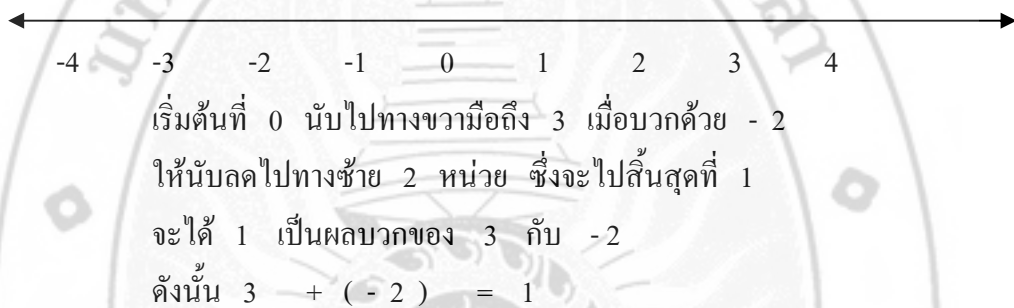 -4 -3 -2 -1 0 1 2 3 4
เริ่มต้นที่ 0 นับไปทางขวามือถึง 3 เมื่อบวกด้วย - 2
ให้นับลดไปทางซ้าย 2 หน่วย ซึ่งจะไปสิ้นสุดที่ 1
จะได้ 1 เป็นผลบวกของ 3 กับ -2
ดังนั้น 3 + ( - 2 ) = 1